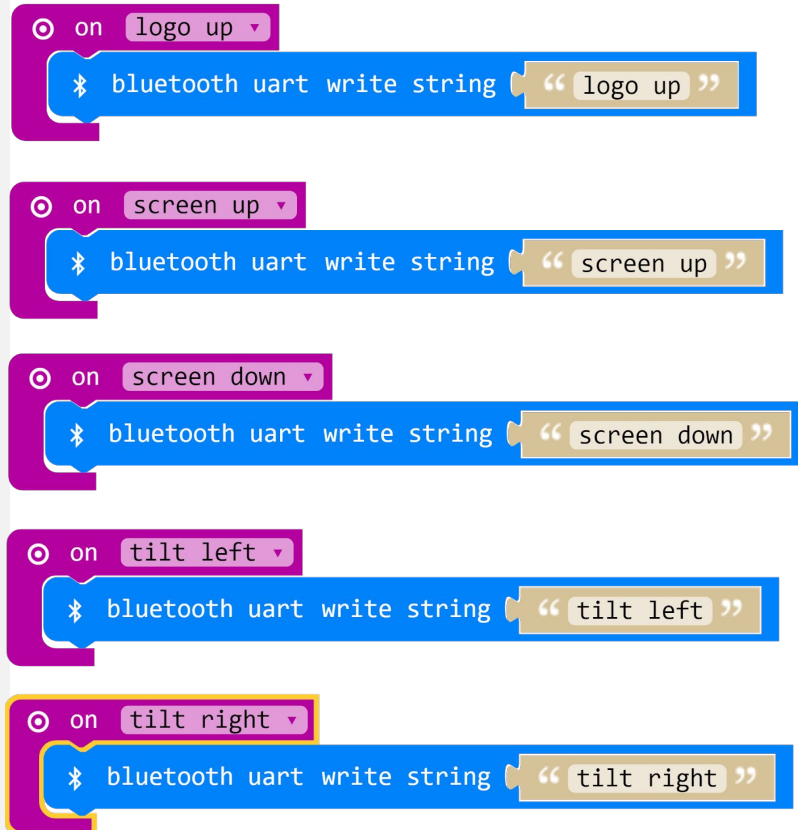 on logo up
bluetooth uart write string “ logo up ”
on screen up
bluetooth uart write string “ screen up ”
on screen down
bluetooth uart write string “ screen down ”
on tilt left
bluetooth uart write string “ tilt left ”
on tilt right
bluetooth uart write string “ tilt right ”